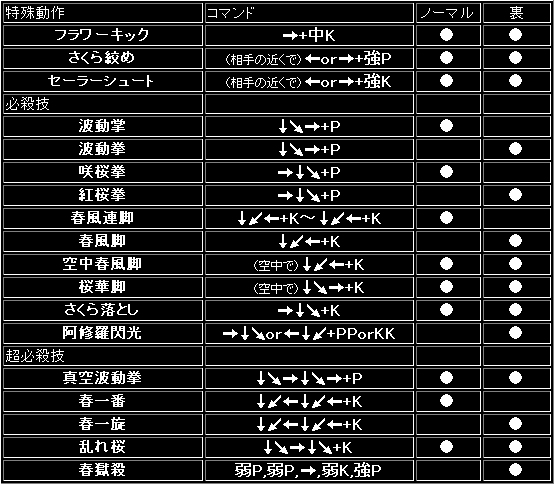 特殊動作 コマンド ノーマル 裏
フラワーキック →+中K ● ●
さくら絞め (相手の近くで)←or→+強P ● ●
セーラーシュート (相手の近くで)←or→+強K ● ●
必殺技
波動掌 ↓↘→+P ●
波動拳 ↓↘→+P ●
咲桜拳 →↓↘+P ●
紅桜拳 →↓↘+P ●
春風連脚 ↓↙←+K～↓↙←+K ●
春風脚 ↓↙←+K ●
空中春風脚 (空中で)↓↙←+K ● ●
桜華脚 (空中で)↓↘→+K ● ●
さくら落とし →↓↘+K ● ●
阿修羅閃光 →↓↘or←↓↙+PPorKK ●
超必殺技
真空波動拳 ↓↘→↓↘→+P ● ●
春一番 ↓↙←↓↙←+K ●
春一旋 ↓↙←↓↙←+K ●
乱れ桜 ↓↘→↓↘+K ● ●
春獄殺 弱P,弱P,→,弱K,強P ●